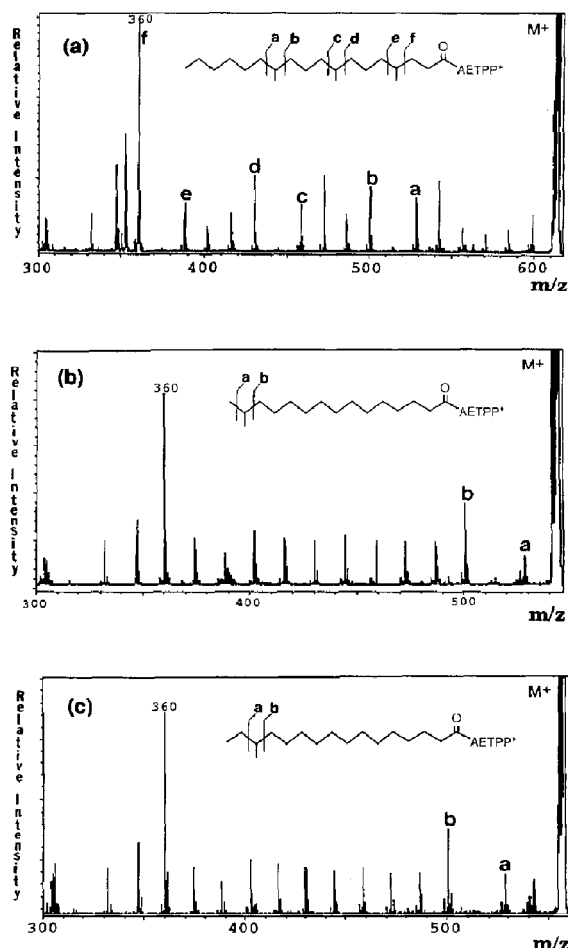 (a)
360
M+
Relative Intensity
f
a b c d e f
O
AETPP+
e
d
c
b
a
300 400 500 600
m/z
(b)
360
M+
Relative Intensity
a b
O
AETPP+
b
a
300 400 500
m/z
(c)
360
M+
Relative Intensity
a b
O
AETPP+
b
a
300 400 500
m/z